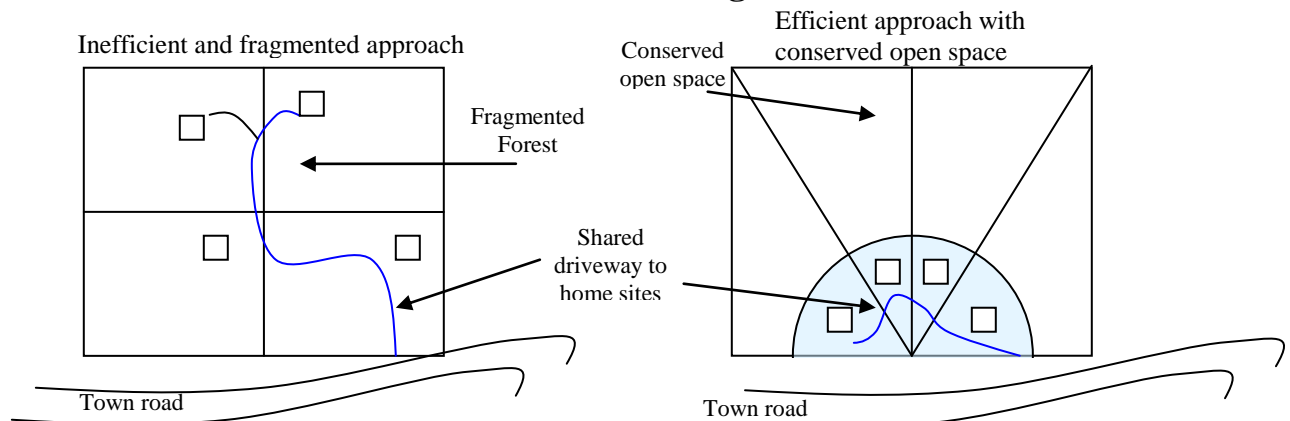 Inefficient and fragmented approach
Fragmented
Forest
Shared
driveway to
home sites
Town road
Efficient approach with
conserved open space
Conserved
open space
Town road